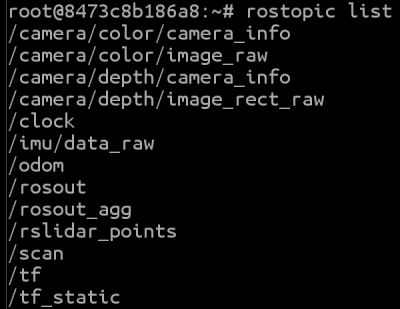 root@8473c8b186a8:~# rostopic list
/camera/color/camera_info
/camera/color/image_raw
/camera/depth/camera_info
/camera/depth/image_rect_raw
/clock
/imu/data_raw
/odom
/rosout
/rosout_agg
/rslidar_points
/scan
/tf
/tf_static